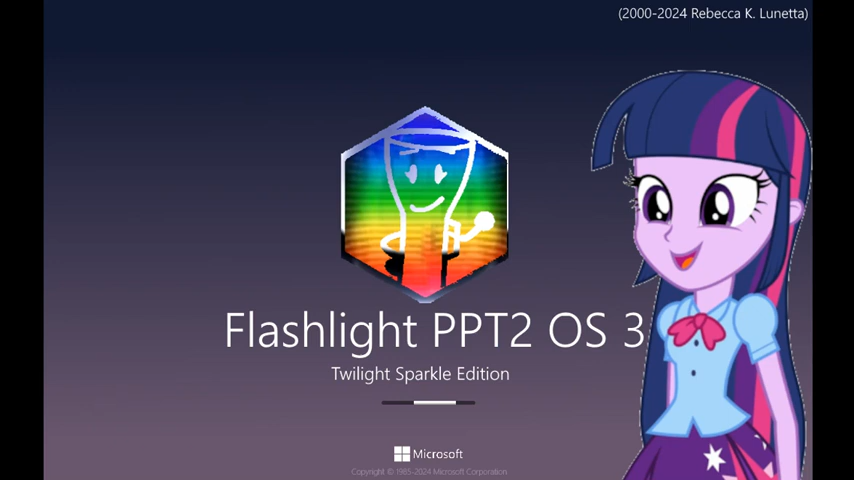 (2000-2024 Rebecca K. Lunetta)
Flashlight PPT2 OS 3
Twilight Sparkle Edition
Microsoft
Copyright © 1985-2024 Microsoft Corporation